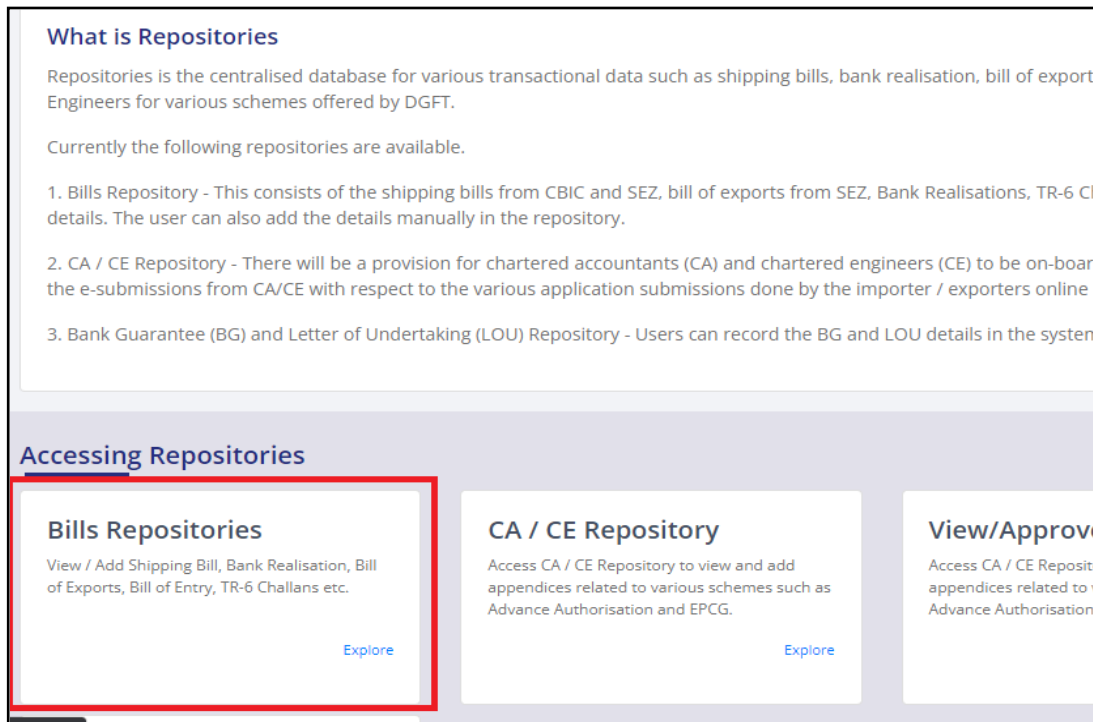 What is Repositories
Repositories is the centralised database for various transactional data such as shipping bills, bank realisation, bill of export
Engineers for various schemes offered by DGFT.
Currently the following repositories are available.
1. Bills Repository - This consists of the shipping bills from CBIC and SEZ, bill of exports from SEZ, Bank Realisations, TR-6
details. The user can also add the details manually in the repository.
2. CA / CE Repository - There will be a provision for chartered accountants (CA) and chartered engineers (CE) to be
the e-submissions from CA/CE with respect to the various application submissions done by the importer / exporters online
3. Bank Guarantee (BG) and Letter of Undertaking (LOU) Repository - Users can record the BG and LOU details in the
Accessing Repositories
Bills Repositories
View / Add Shipping Bill, Bank Realisation, Bill
of Exports, Bill of Entry, TR-6 Challans etc.
Explore
CA / CE Repository
Access CA / CE Repository to view and add
appendices related to various schemes such as
Advance Authorisation and EPCG.
Explore
Access CA / CE
appendices related to
Advance Authorisation